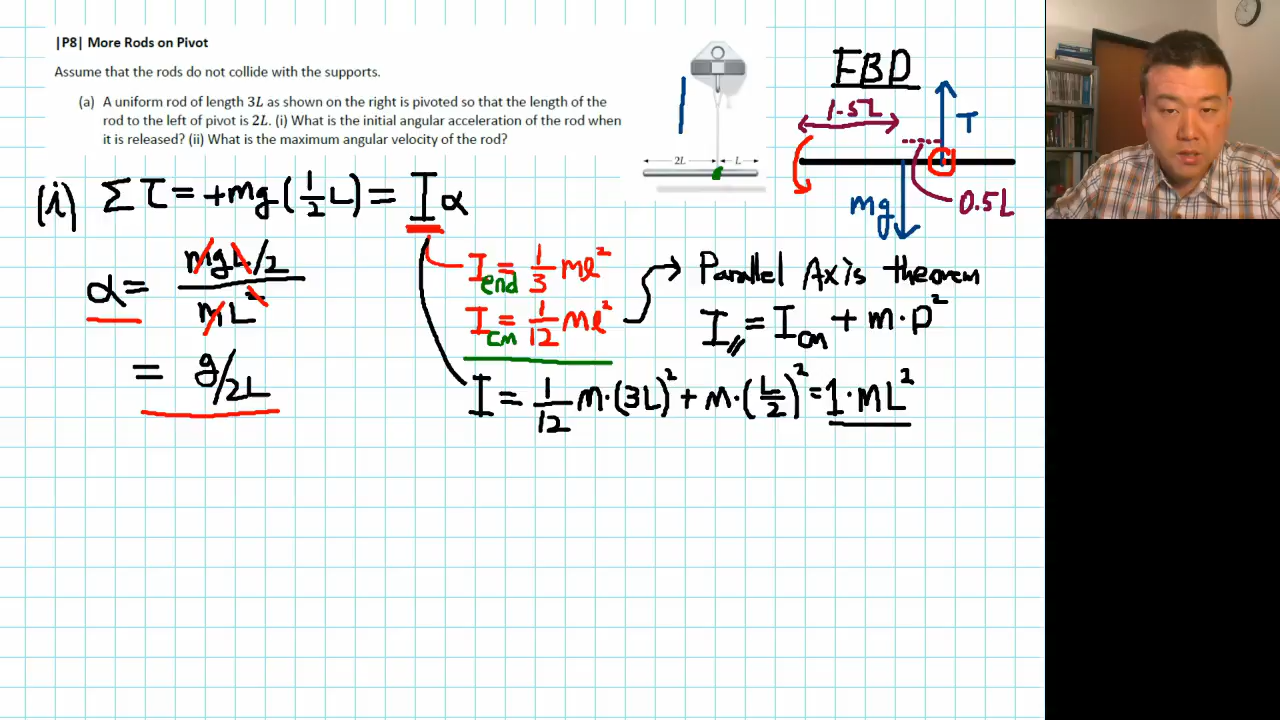 |P8| More Rods on Pivot
Assume that the rods do not collide with the supports.
(a) A uniform rod of length 3L as shown on the right is pivoted so that the length of the
rod to the left of pivot is 2L. (i) What is the initial angular acceleration of the rod when
it is released? (ii) What is the maximum angular velocity of the rod?
2L
L
FBD
1.5L
T
mg
0.5L
(i) Στ = +mg(1/2 L) = Iα
α = mgL/2 / mL²
= g/2L
I end = 1/3 ml²
I cm = 1/12 ml²
Parallel Axis theorem
I// = Icm + m·D²
I = 1/12 m·(3L)² + m·(L/2)² = 1·mL²